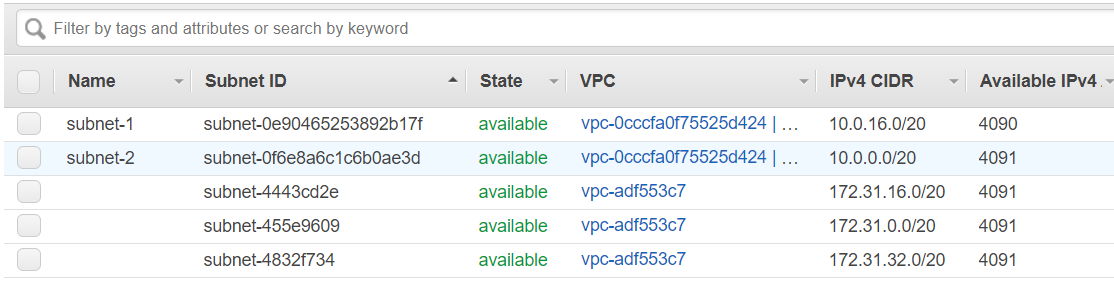 Filter by tags and attributes or search by keyword
Name Subnet ID State VPC IPv4 CIDR Available IPv4
subnet-1 subnet-0e90465253892b17f available vpc-0cccfa0f75525d424 | … 10.0.16.0/20 4090
subnet-2 subnet-0f6e8a6c1c6b0ae3d available vpc-0cccfa0f75525d424 | … 10.0.0.0/20 4091
subnet-4443cd2e available vpc-adf553c7 172.31.16.0/20 4091
subnet-455e9609 available vpc-adf553c7 172.31.0.0/20 4091
subnet-4832f734 available vpc-adf553c7 172.31.32.0/20 4091